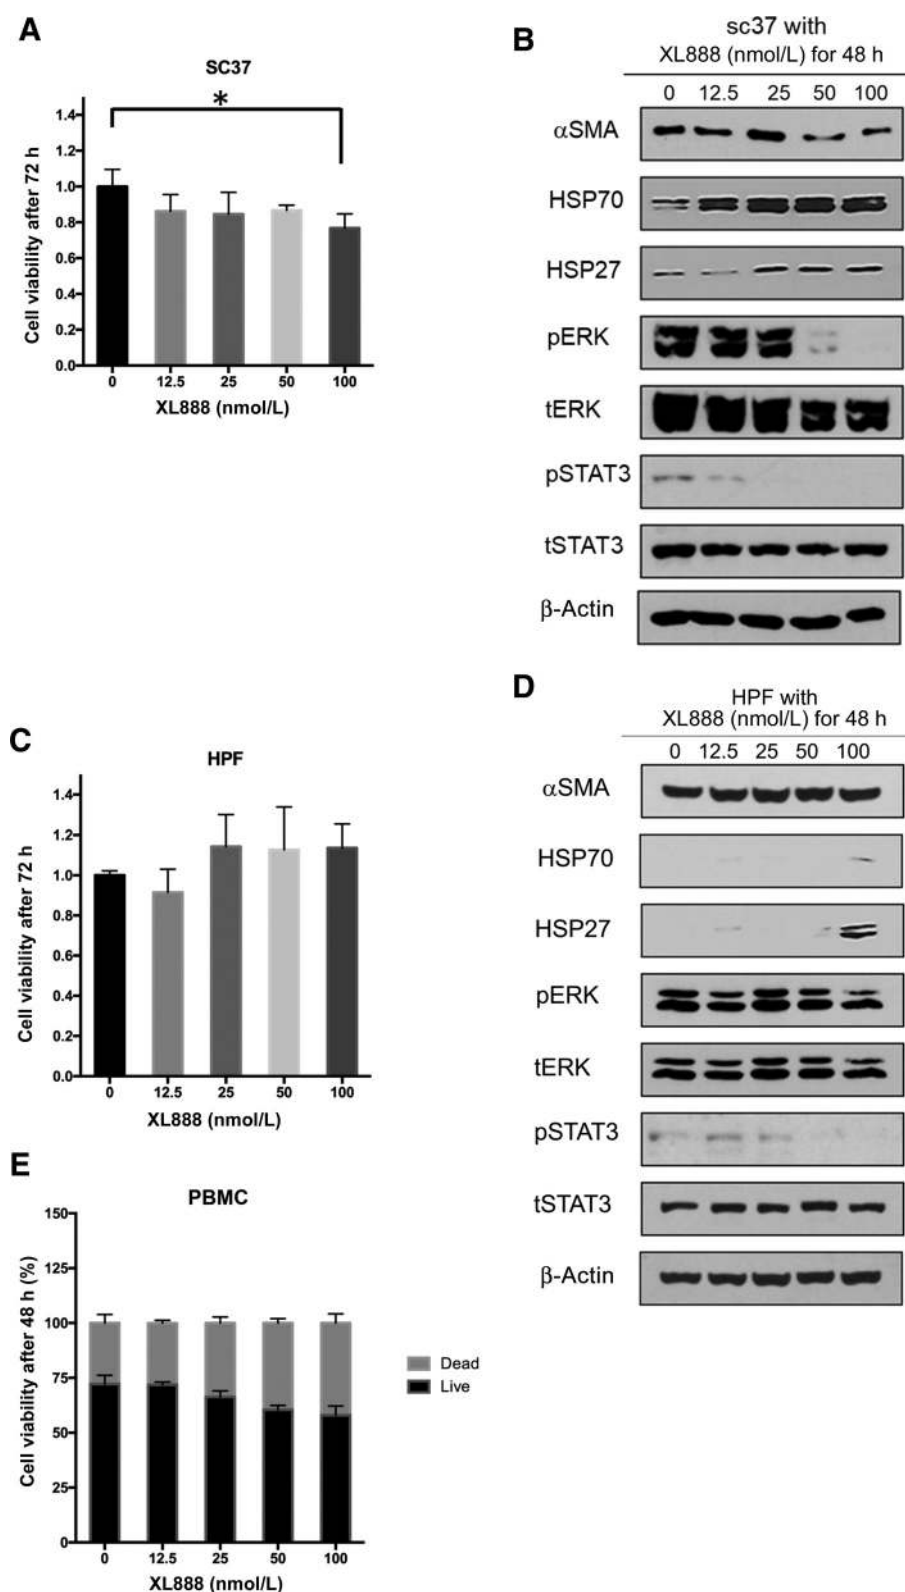 A
SC37
Cell viability after 72 h
1.4
1.2
1.0
0.8
0.6
0.4
0.2
0.0
0 12.5 25 50 100
XL888 (nmol/L)
*
B
sc37 with
XL888 (nmol/L) for 48 h
0 12.5 25 50 100
αSMA
HSP70
HSP27
pERK
tERK
pSTAT3
tSTAT3
β-Actin
C
HPF
Cell viability after 72 h
1.4
1.2
1.0
0.8
0.6
0.4
0.2
0.0
0 12.5 25 50 100
XL888 (nmol/L)
D
HPF with
XL888 (nmol/L) for 48 h
0 12.5 25 50 100
αSMA
HSP70
HSP27
pERK
tERK
pSTAT3
tSTAT3
β-Actin
E
PBMC
Cell viability after 48 h (%)
150
125
100
75
50
25
0
0 12.5 25 50 100
XL888 (nmol/L)
Dead
Live